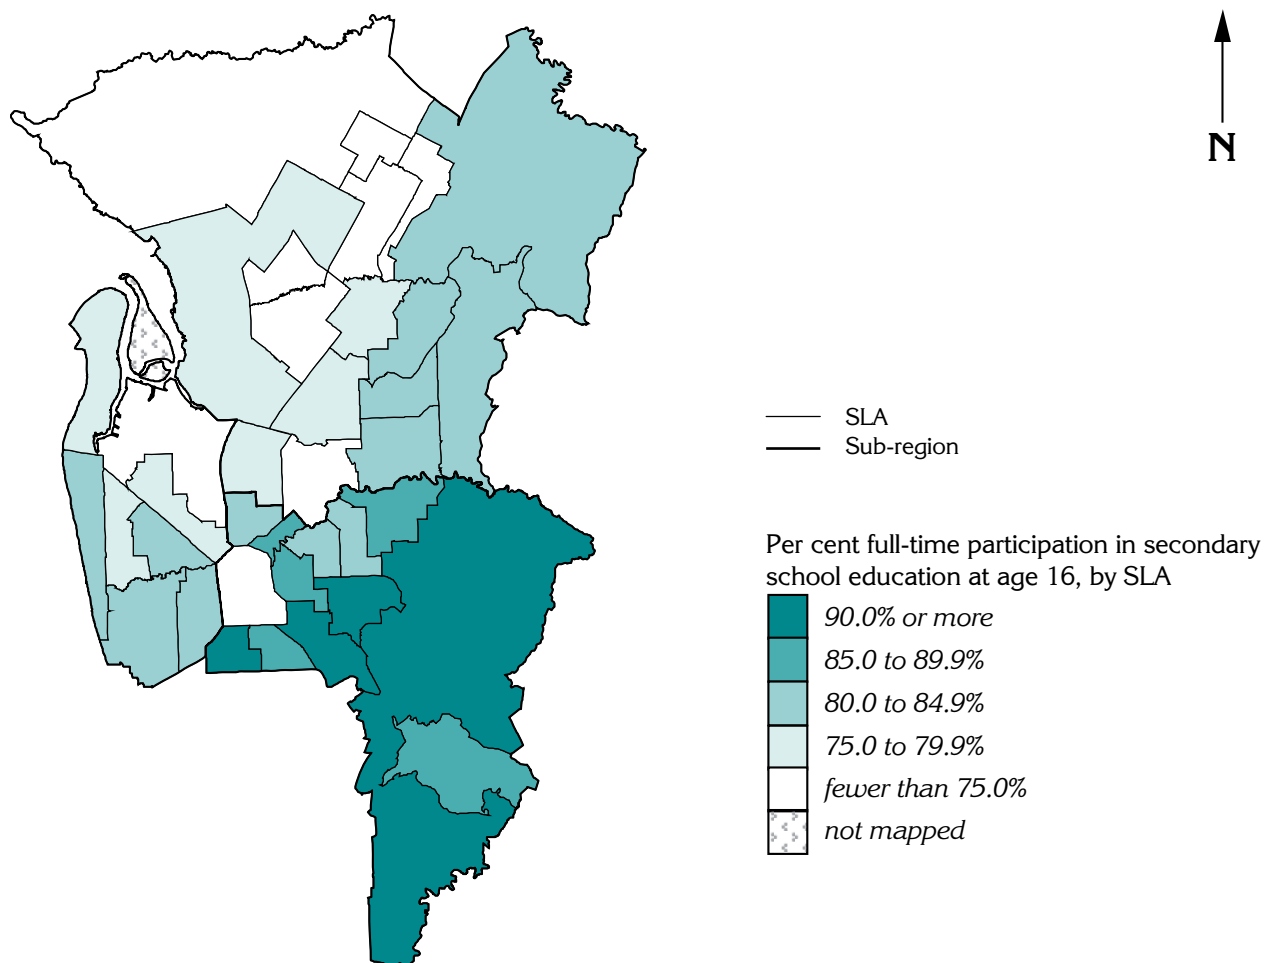 N
SLA
Sub-region
Per cent full-time participation in secondary
school education at age 16, by SLA
90.0% or more
85.0 to 89.9%
80.0 to 84.9%
75.0 to 79.9%
fewer than 75.0%
not mapped